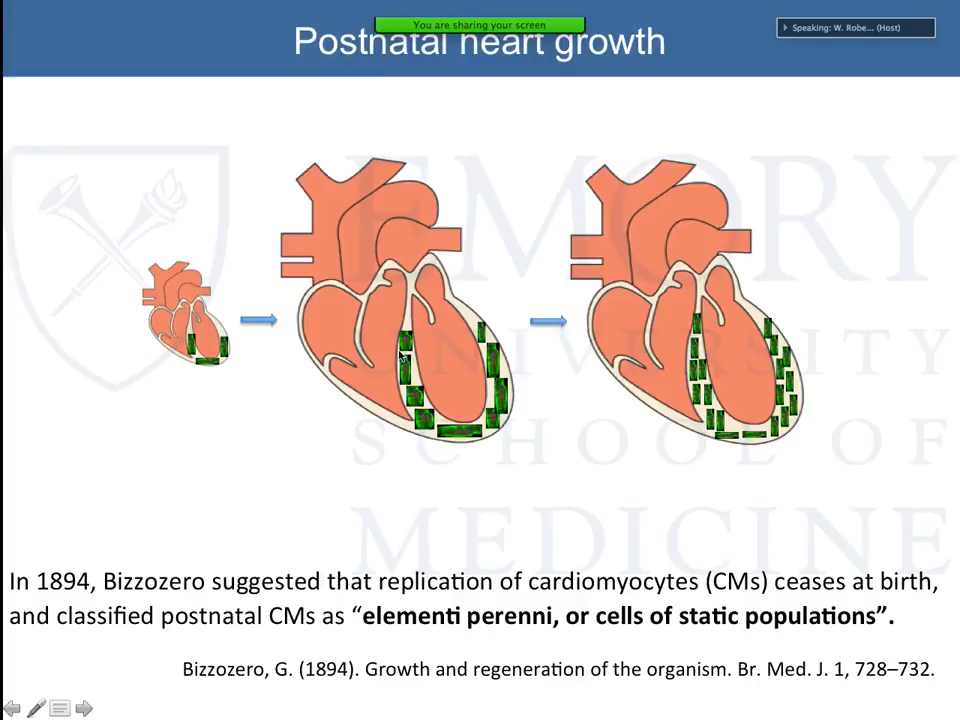 You are sharing your screen
Speaking: W. Robe... (Host)
Postnatal heart growth
EMORY
UNIVERSITY
SCHOOL OF
MEDICINE
In 1894, Bizzozero suggested that replication of cardiomyocytes (CMs) ceases at birth,
and classified postnatal CMs as “elementi perenni, or cells of static populations”.
Bizzozero, G. (1894). Growth and regeneration of the organism. Br. Med. J. 1, 728–732.